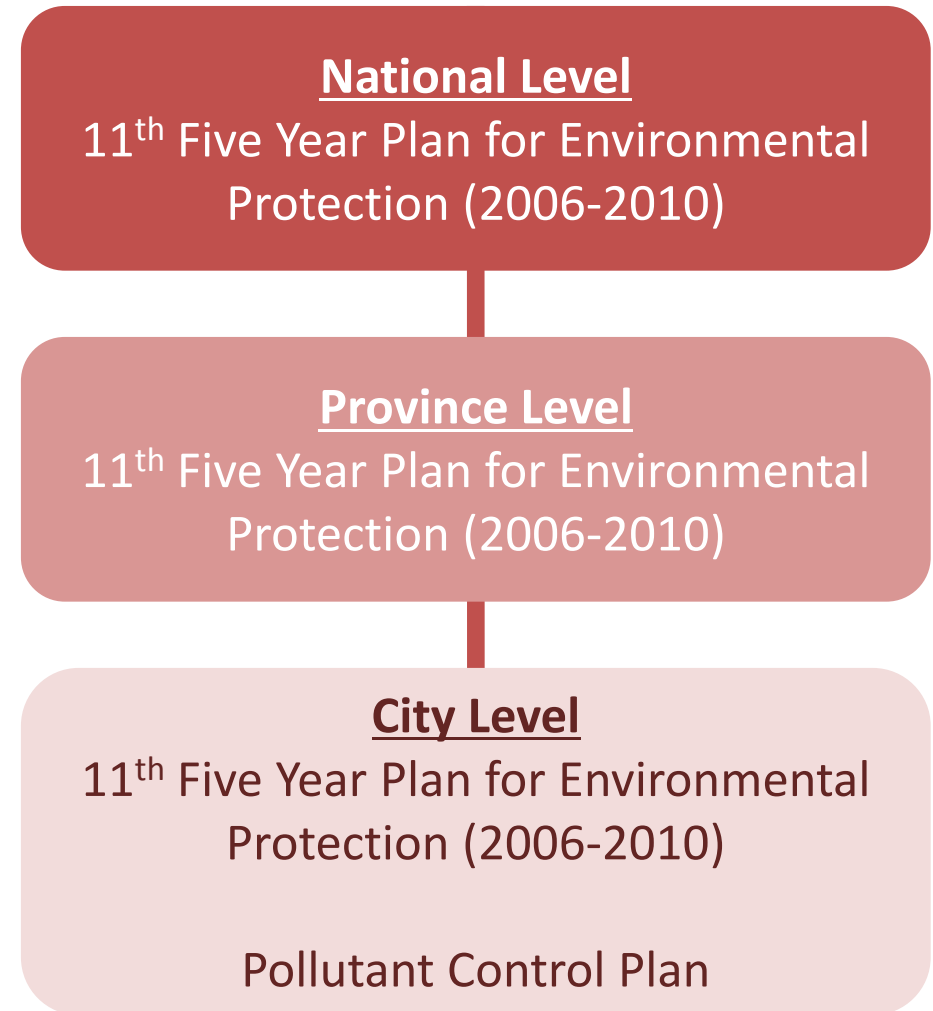 National Level
11th Five Year Plan for Environmental
Protection (2006-2010)
Province Level
11th Five Year Plan for Environmental
Protection (2006-2010)
City Level
11th Five Year Plan for Environmental
Protection (2006-2010)
Pollutant Control Plan